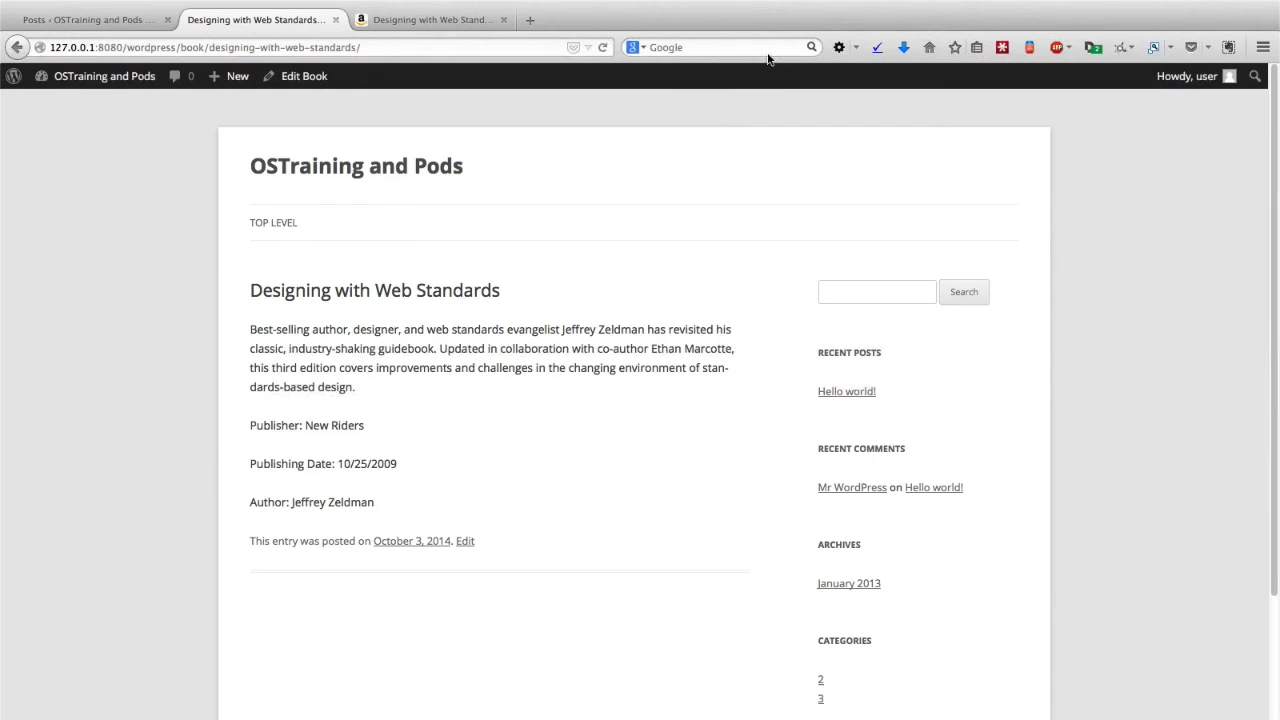 Posts ‹ OSTraining and Pods ...
Designing with Web Standards...
Designing with Web Stand...
127.0.0.1:8080/wordpress/book/designing-with-web-standards/
Google
OSTraining and Pods
0
New
Edit Book
Howdy, user
OSTraining and Pods
TOP LEVEL
Designing with Web Standards
Best-selling author, designer, and web standards evangelist Jeffrey Zeldman has revisited his
classic, industry-shaking guidebook. Updated in collaboration with co-author Ethan Marcotte,
this third edition covers improvements and challenges in the changing environment of stan-
dards-based design.
Publisher: New Riders
Publishing Date: 10/25/2009
Author: Jeffrey Zeldman
This entry was posted on October 3, 2014. Edit
Search
RECENT POSTS
Hello world!
RECENT COMMENTS
Mr WordPress on Hello world!
ARCHIVES
January 2013
CATEGORIES
2
3